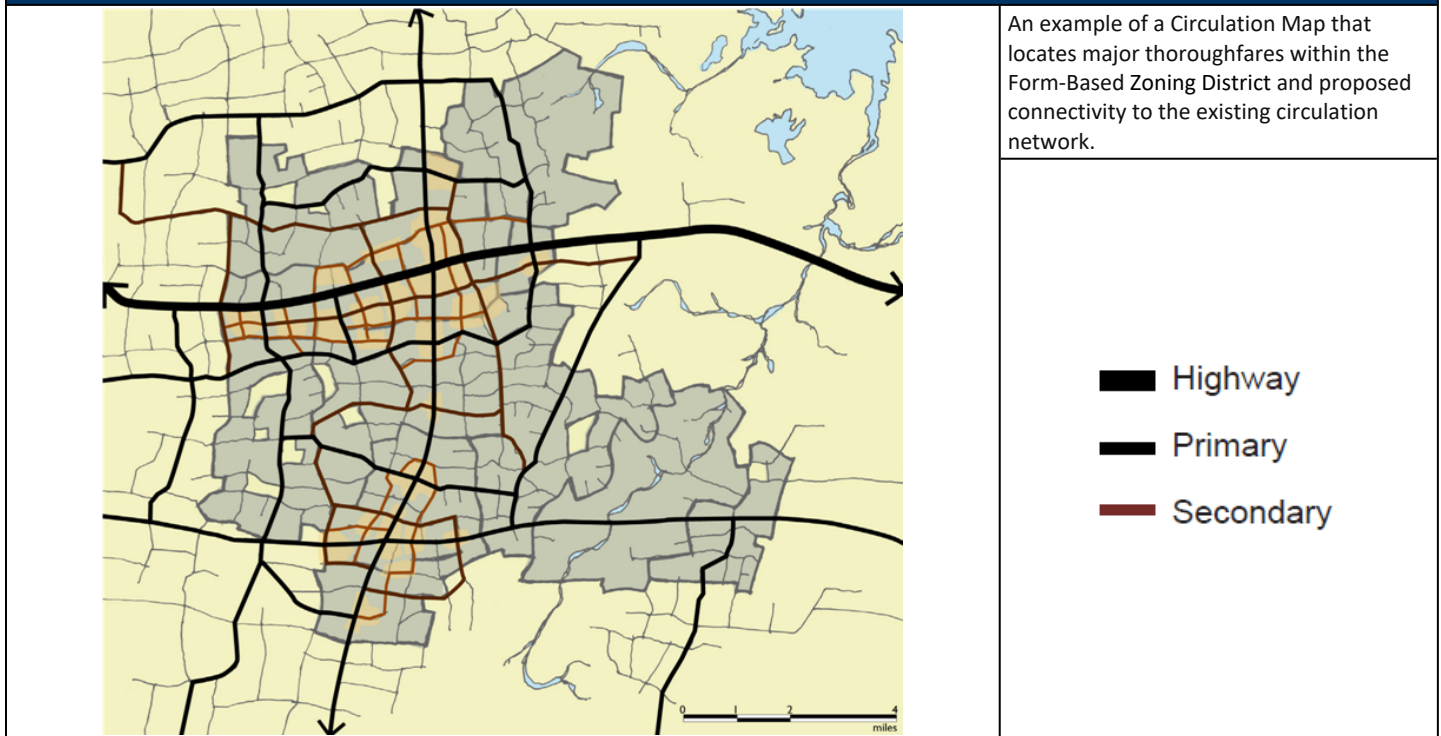 An example of a Circulation Map that
locates major thoroughfares within the
Form-Based Zoning District and proposed
connectivity to the existing circulation
network.
Highway
Primary
Secondary
0 1 2 4
miles